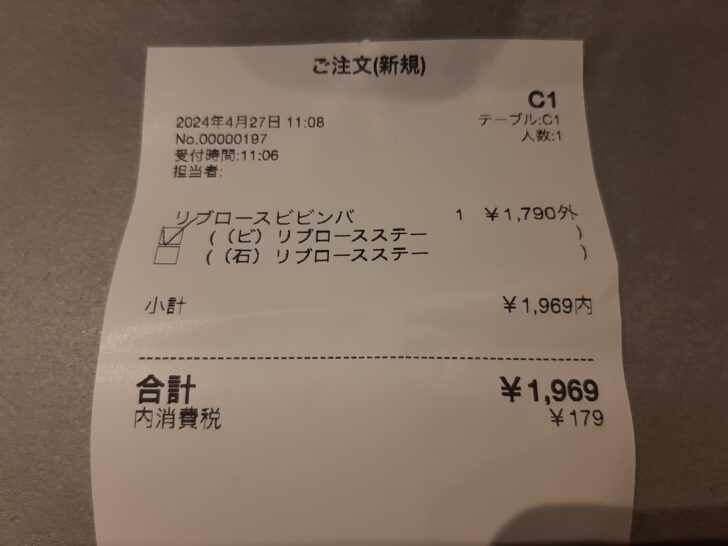 ご注文(新規)
C1
2024年4月27日 11:08
テーブル:C1
No.00000197
人数:1
受付時間:11:06
担当者:
リブロースビビンバ 1 ¥1,790外
((ビ)リブロースステー )
((石)リブロースステー )
小計 ¥1,969内
合計 ¥1,969
内消費税 ¥179